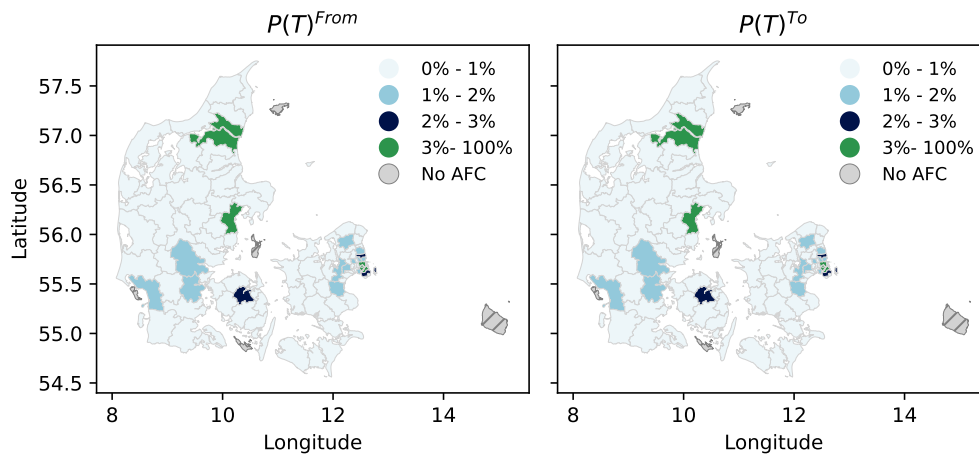 P(T)^From
P(T)^To
0% - 1%
1% - 2%
2% - 3%
3%- 100%
No AFC
0% - 1%
1% - 2%
2% - 3%
3%- 100%
No AFC
57.5
57.0
56.5
56.0
55.5
55.0
54.5
Latitude
8
10
12
14
8
10
12
14
Longitude
Longitude